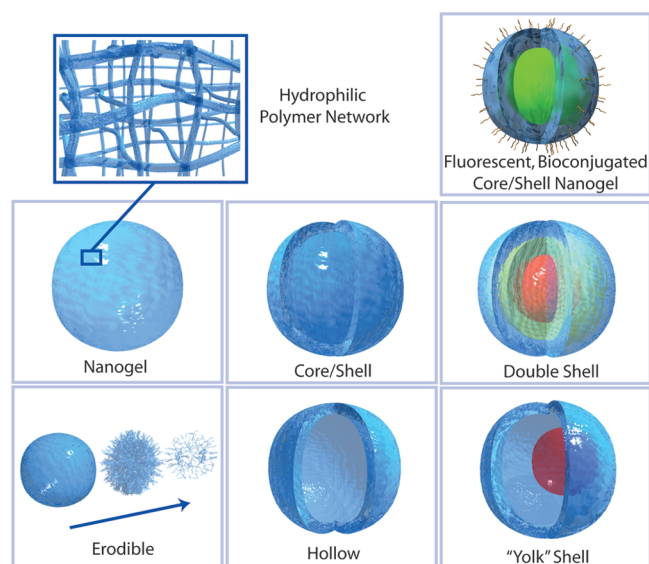 Hydrophilic
Polymer Network
Fluorescent, Bioconjugated
Core/Shell Nanogel
Nanogel
Core/Shell
Double Shell
Erodible
Hollow
“Yolk” Shell